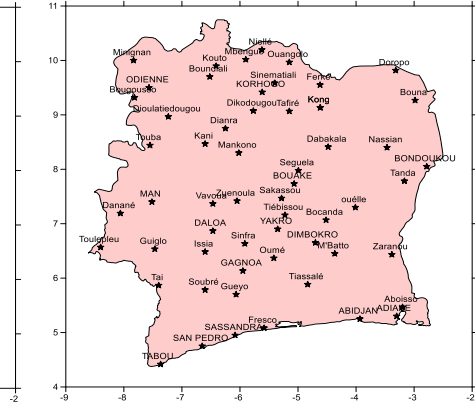 11
10
9
8
7
6
5
4
-9
-8
-7
-6
-5
-4
-3
-2
-2
Niellé
Minignan
Mbengué
Ouangolo
Kouto
Doropo
Boundiali
Sinematiali
ODIENNE
KORHOGO
Ferké
Bougousso
Bouna
Dikodougou
Tafiré
Kong
Dioulatiedougou
Dianra
Touba
Kani
Mankono
Dabakala
Nassian
BONDOUKOU
Seguela
Tanda
BOUAKE
MAN
Vavoua
Zuenoula
Sakassou
ouélle
Danané
Tiébissou
Bocanda
DALOA
YAKRO
Toulepleu
Guiglo
Issia
Sinfra
DIMBOKRO
M'Batto
Oumé
Zaranou
GAGNOA
Tai
Soubré
Gueyo
Tiassalé
Aboisso
ABIDJAN
ADIAKE
Fresco
SASSANDRA
SAN PEDRO
TABOU